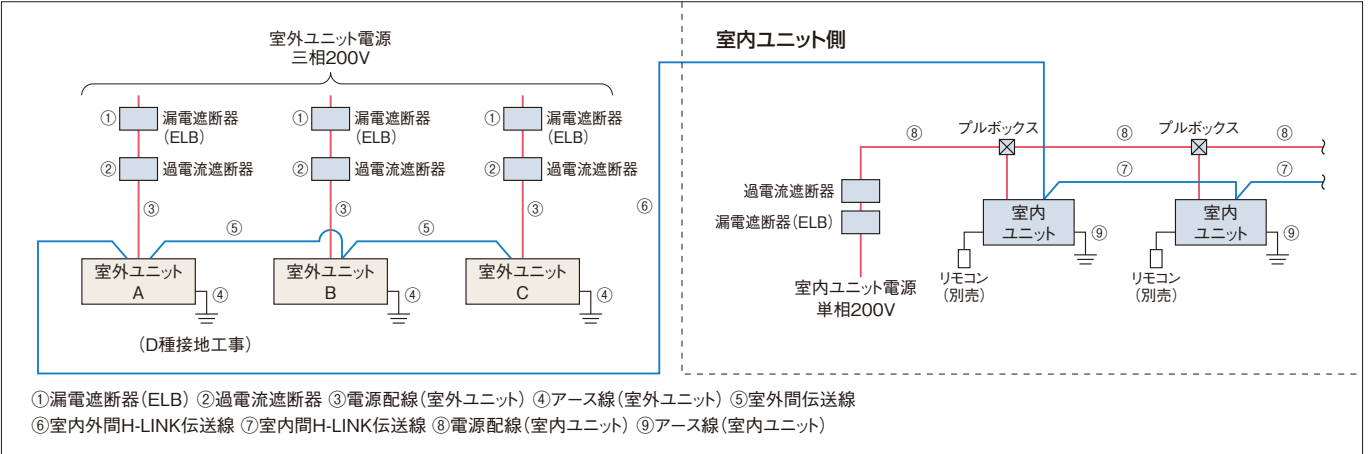 室外ユニット電源
三相200V
① 漏電遮断器
(ELB)
① 漏電遮断器
(ELB)
① 漏電遮断器
(ELB)
② 過電流遮断器
② 過電流遮断器
② 過電流遮断器
③
③
③
⑤
⑤
⑥
室外ユニット
A
室外ユニット
B
室外ユニット
C
④
④
④
(D種接地工事)
室内ユニット側
⑧
プルボックス
⑧
プルボックス
⑧
過電流遮断器
漏電遮断器(ELB)
⑦
⑦
室内
ユニット
室内
ユニット
⑨
⑨
リモコン
(別売)
リモコン
(別売)
室内ユニット電源
単相200V
①漏電遮断器(ELB) ②過電流遮断器 ③電源配線(室外ユニット) ④アース線(室外ユニット) ⑤室外間伝送線
⑥室内外間H-LINK伝送線 ⑦室内間H-LINK伝送線 ⑧電源配線(室内ユニット) ⑨アース線(室内ユニット)